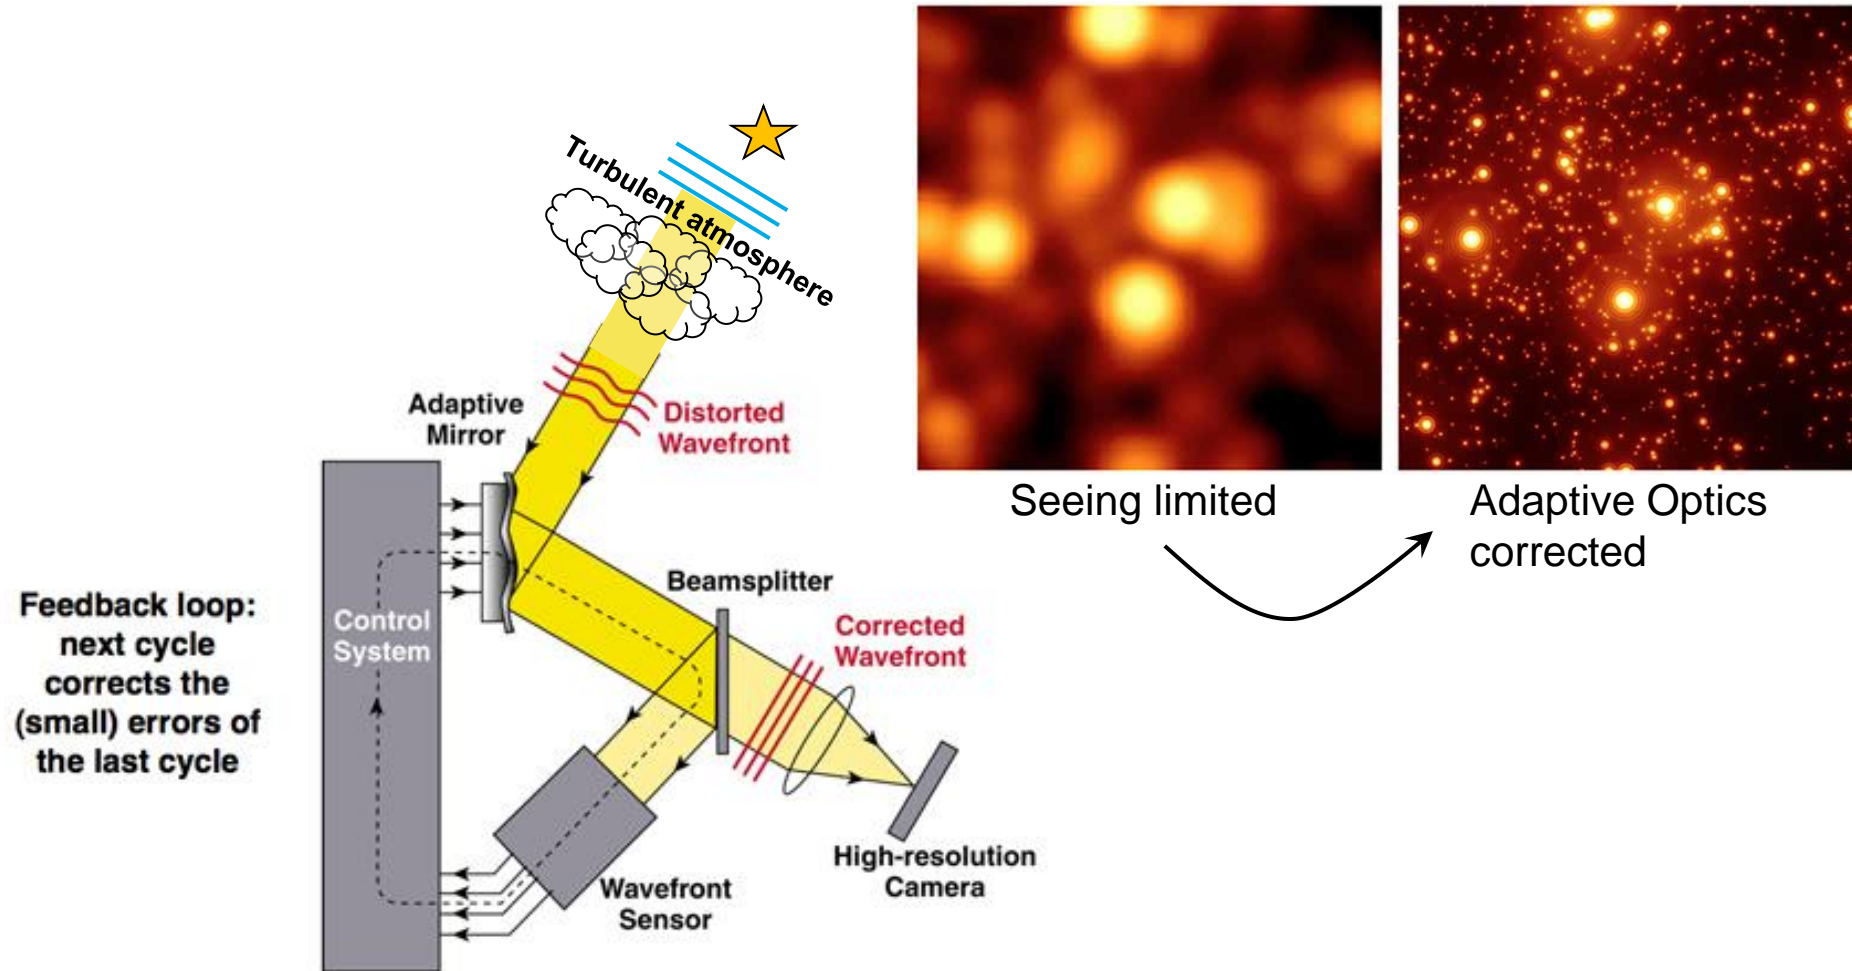 Turbulent atmosphere
Distorted
Wavefront
Adaptive
Mirror
Seeing limited
Adaptive Optics
corrected
Beamsplitter
Feedback loop:
next cycle
corrects the
(small) errors of
the last cycle
Control
System
Corrected
Wavefront
High-resolution
Camera
Wavefront
Sensor